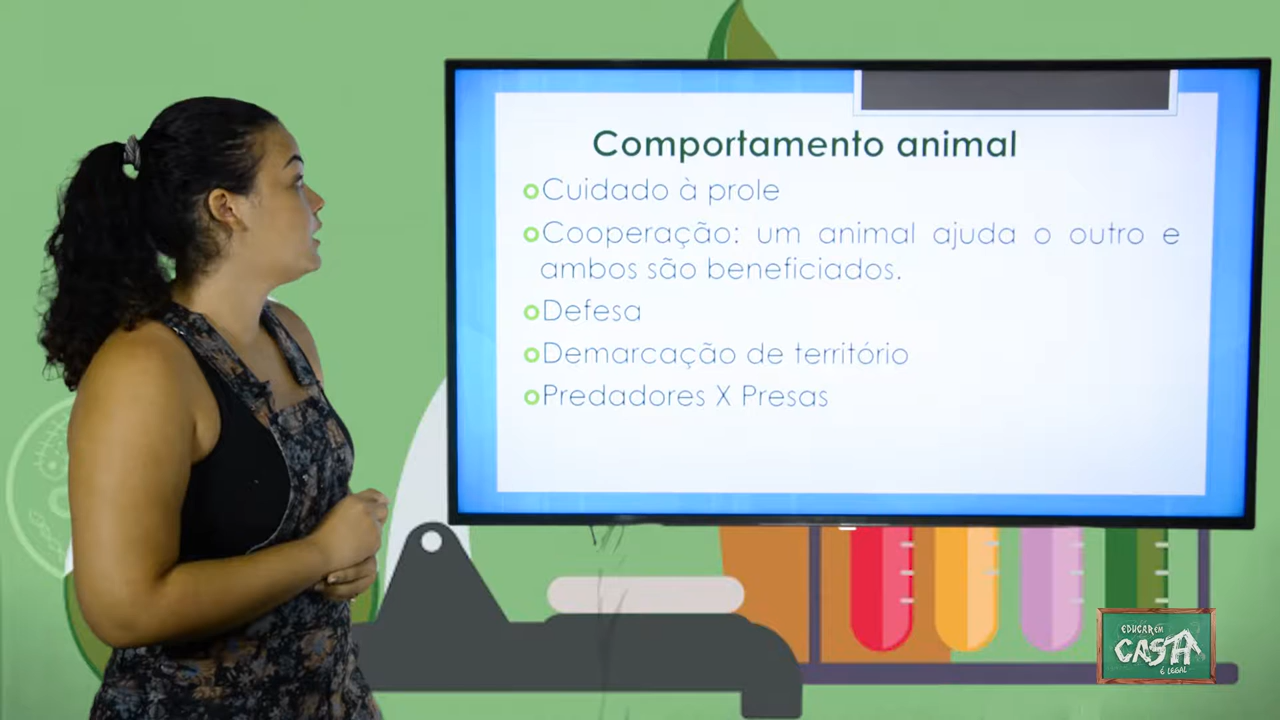 Comportamento animal
Cuidado à prole
Cooperação: um animal ajuda o outro e
ambos são beneficiados.
Defesa
Demarcação de território
Predadores X Presas
EDUCAR EM
CASA
É LEGAL